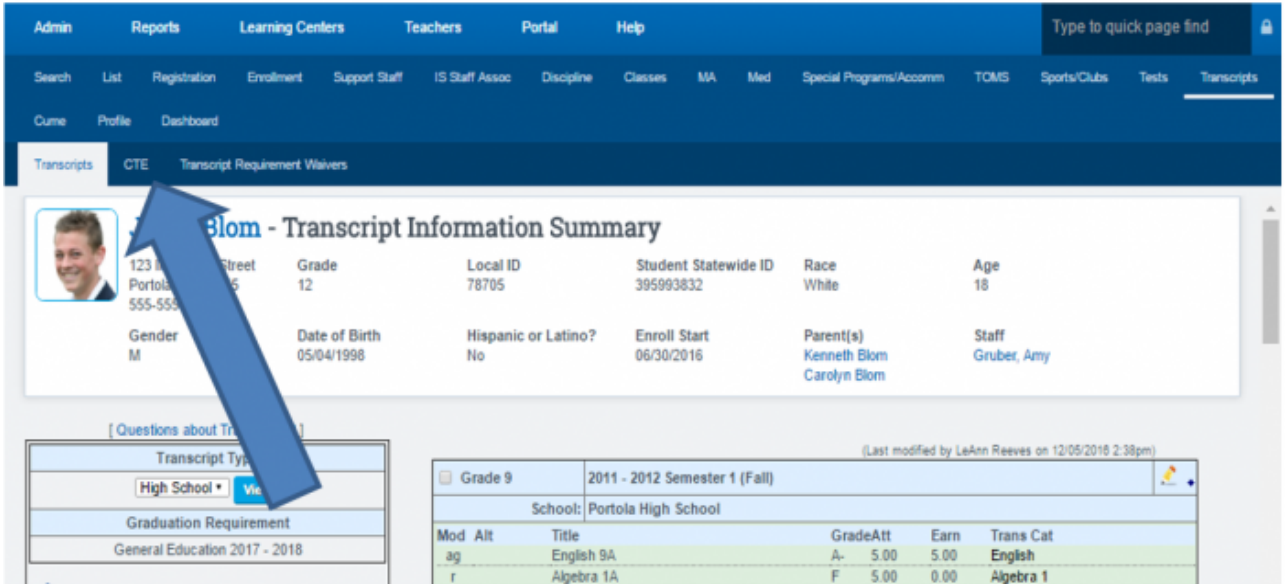 Admin Reports Learning Centers Teachers Portal Help Type to quick page find
Search List Registration Enrollment Support Staff IS Staff Assoc Discipline Classes MA Med Special Programs/Accomm TOMS Sports/Clubs Tests Transcripts
Cume Profile Dashboard
Transcripts CTE Transcript Requirement Waivers
Blom - Transcript Information Summary
123 Street Grade Local ID Student Statewide ID Race Age
Portola 5 12 78705 395993832 White 18
Gender Date of Birth Hispanic or Latino? Enroll Start Parent(s) Staff
M 05/04/1998 No 06/30/2016 Kenneth Blom Gruber, Amy
Carolyn Blom
[ Questions about ]
(Last modified by LeAnn Reeves on 12/05/2016 2:38pm)
Transcript
High School
Graduation Requirement
General Education 2017 - 2018
Grade 9 2011 - 2012 Semester 1 (Fall)
School: Portola High School
Mod Alt Title Grade Att Earn Trans Cat
ag English 9A A- 5.00 5.00 English
r Algebra 1A F 5.00 0.00 Algebra 1